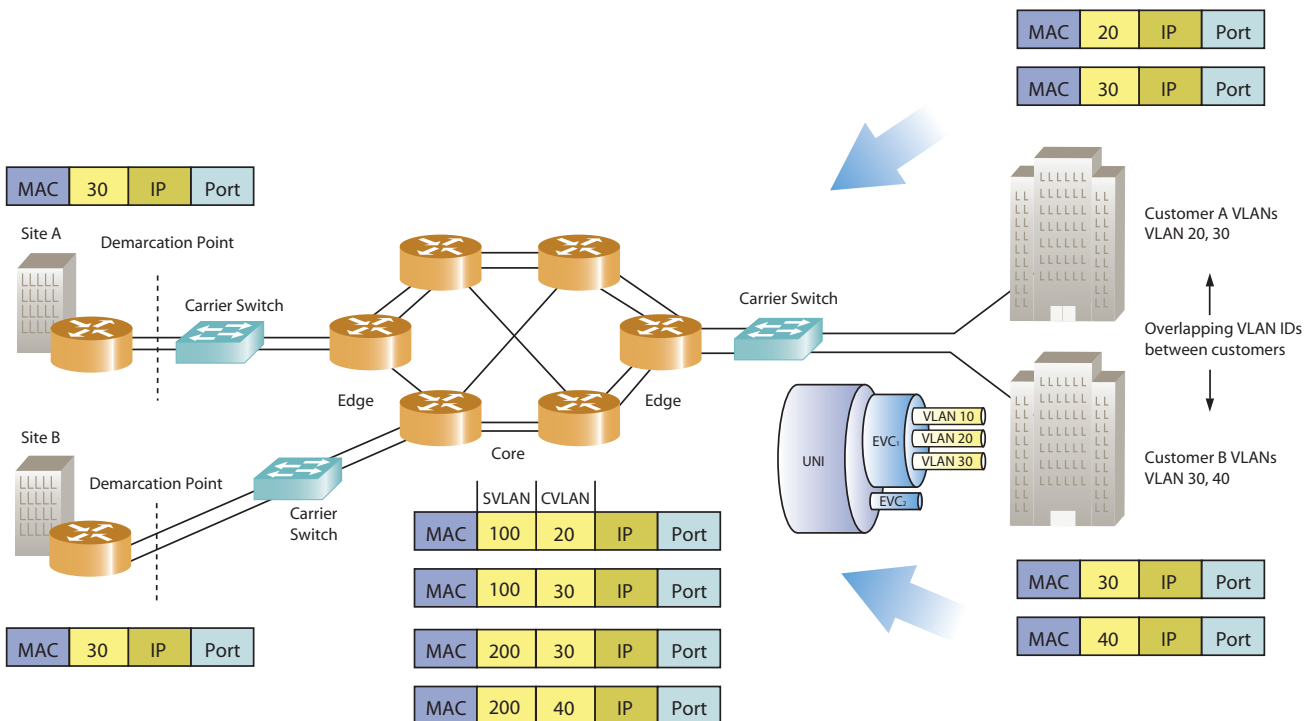 MAC 20 IP Port
MAC 30 IP Port
MAC 30 IP Port
Site A
Demarcation Point
Carrier Switch
Edge
Core
Edge
Carrier Switch
Customer A VLANs
VLAN 20, 30
Overlapping VLAN IDs
between customers
Customer B VLANs
VLAN 30, 40
UNI
EVC₁
VLAN 10
VLAN 20
VLAN 30
EVC₂
Site B
Demarcation Point
Carrier
Switch
MAC 30 IP Port
SVLAN CVLAN
MAC 100 20 IP Port
MAC 100 30 IP Port
MAC 200 30 IP Port
MAC 200 40 IP Port
MAC 30 IP Port
MAC 40 IP Port